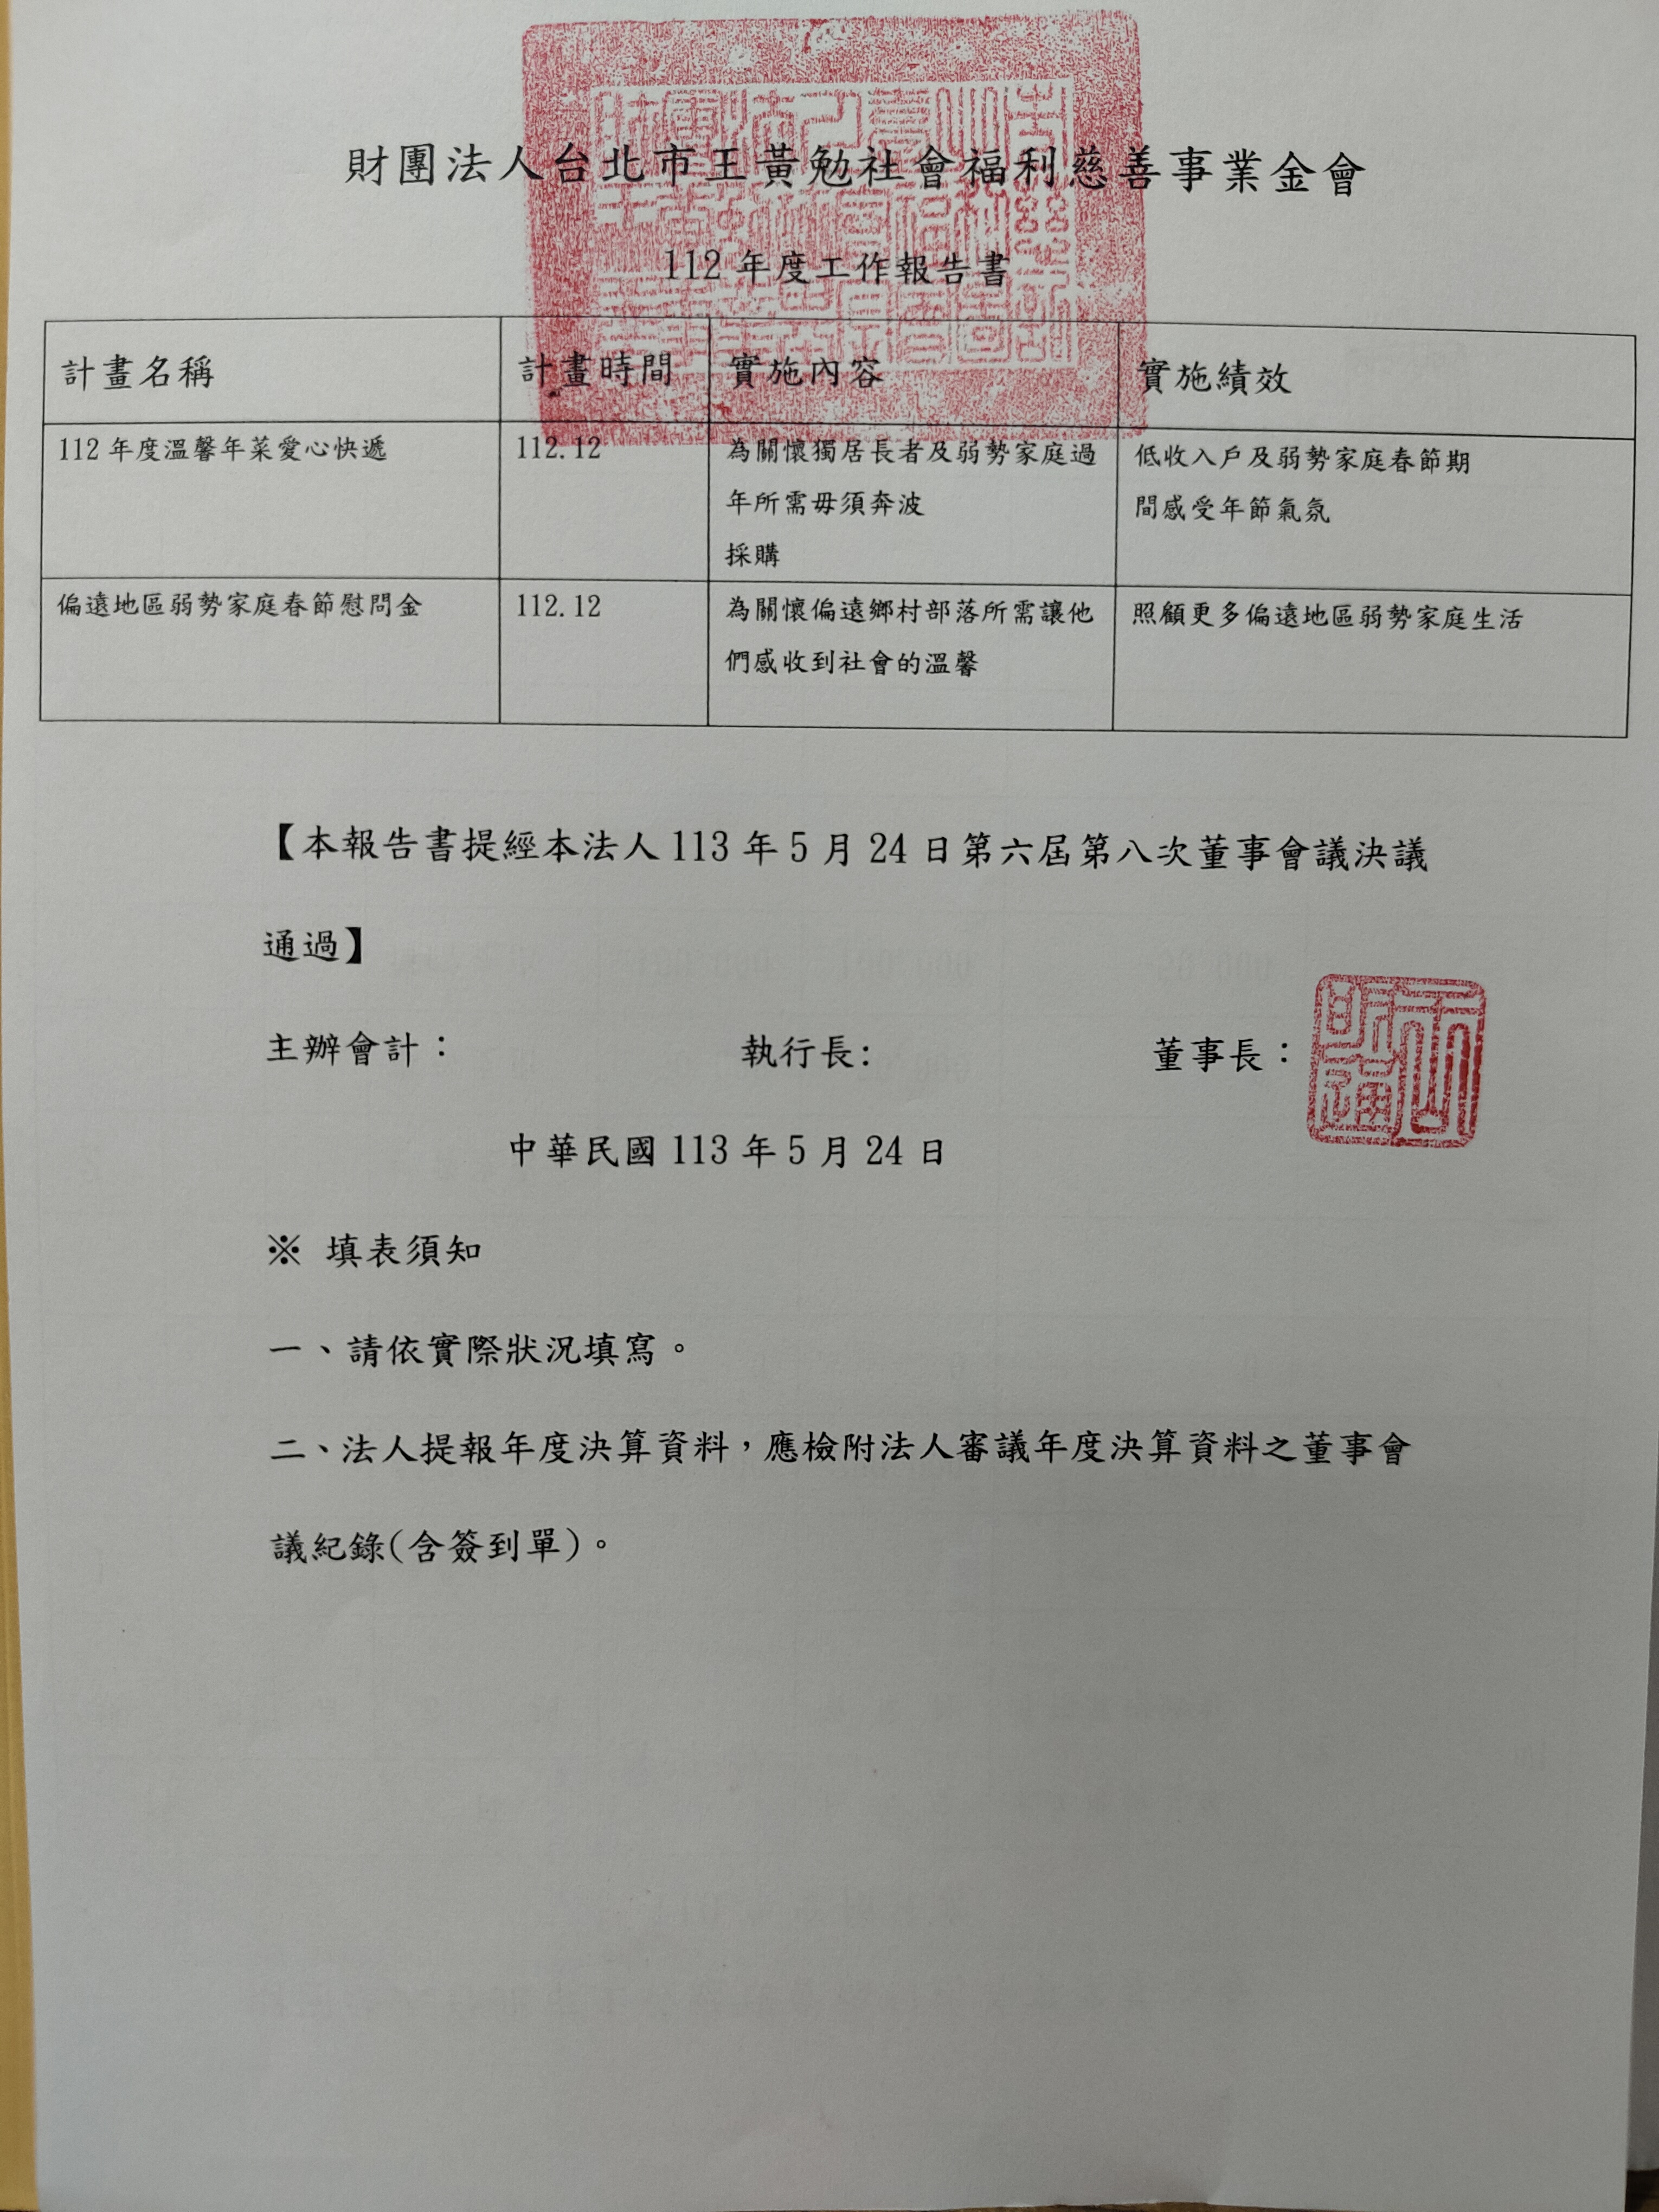 財團法人台北市王黃勉社會福利慈善事業金會
112 年度工作報告書
計畫名稱 計畫時間 實施內容 實施績效
112 年度溫馨年菜愛心快遞 112.12 為關懷獨居長者及弱勢家庭過 低收入戶及弱勢家庭春節期
年所需毋須奔波 間感受年節氣氛
採購
偏遠地區弱勢家庭春節慰問金 112.12 為關懷偏遠鄉村部落所需讓他 照顧更多偏遠地區弱勢家庭生活
們感收到社會的溫馨
【本報告書提經本法人 113 年 5 月 24 日第六屆第八次董事會議決議
通過】
主辦會計： 執行長: 董事長：
中華民國 113 年 5 月 24 日
※ 填表須知
一、請依實際狀況填寫。
二、法人提報年度決算資料，應檢附法人審議年度決算資料之董事會
議紀錄(含簽到單)。